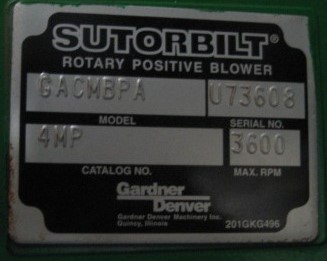 SUTORBILT®
ROTARY POSITIVE BLOWER
GACMBPA U73608
MODEL SERIAL NO.
4MP 3600
CATALOG NO. MAX. RPM
Gardner
Denver
Gardner Denver Machinery Inc.
Quincy, Illinois
201GKG496